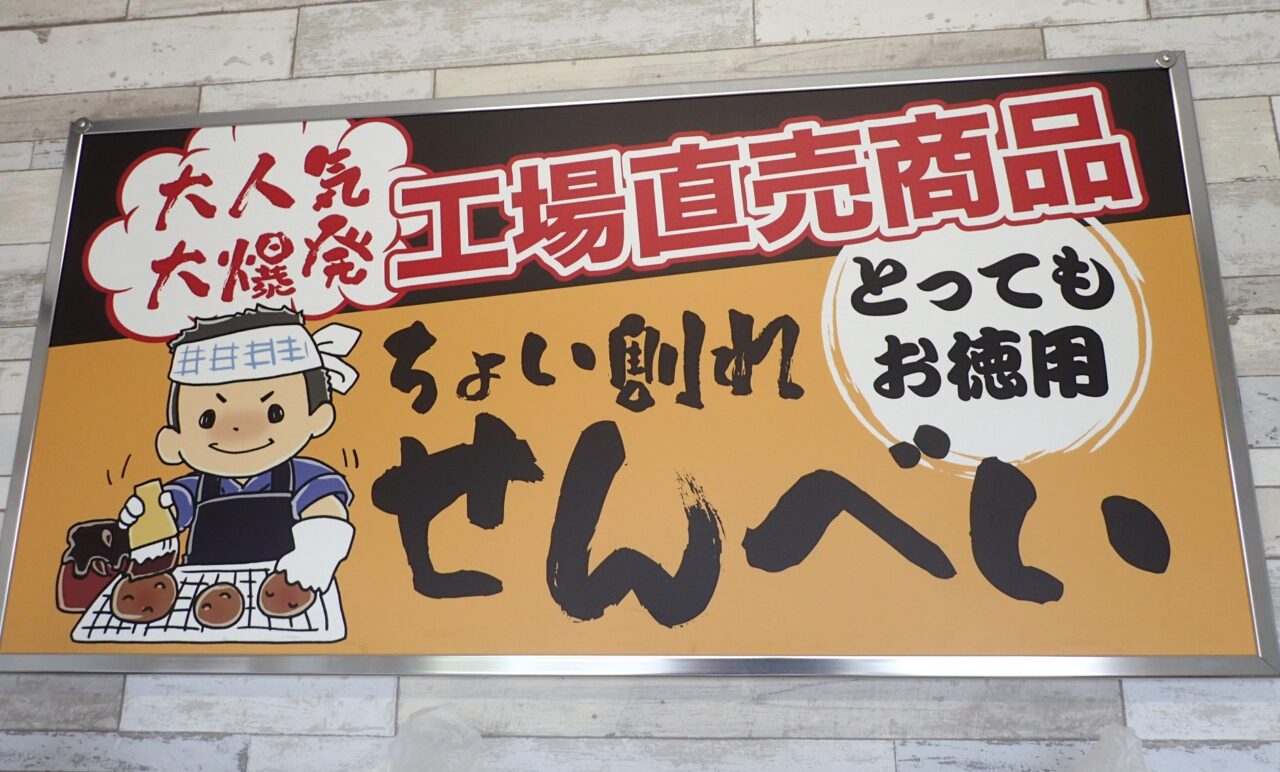 大人気
大爆発
工場直売商品
とっても
お徳用
ちょい割れ
せんべい